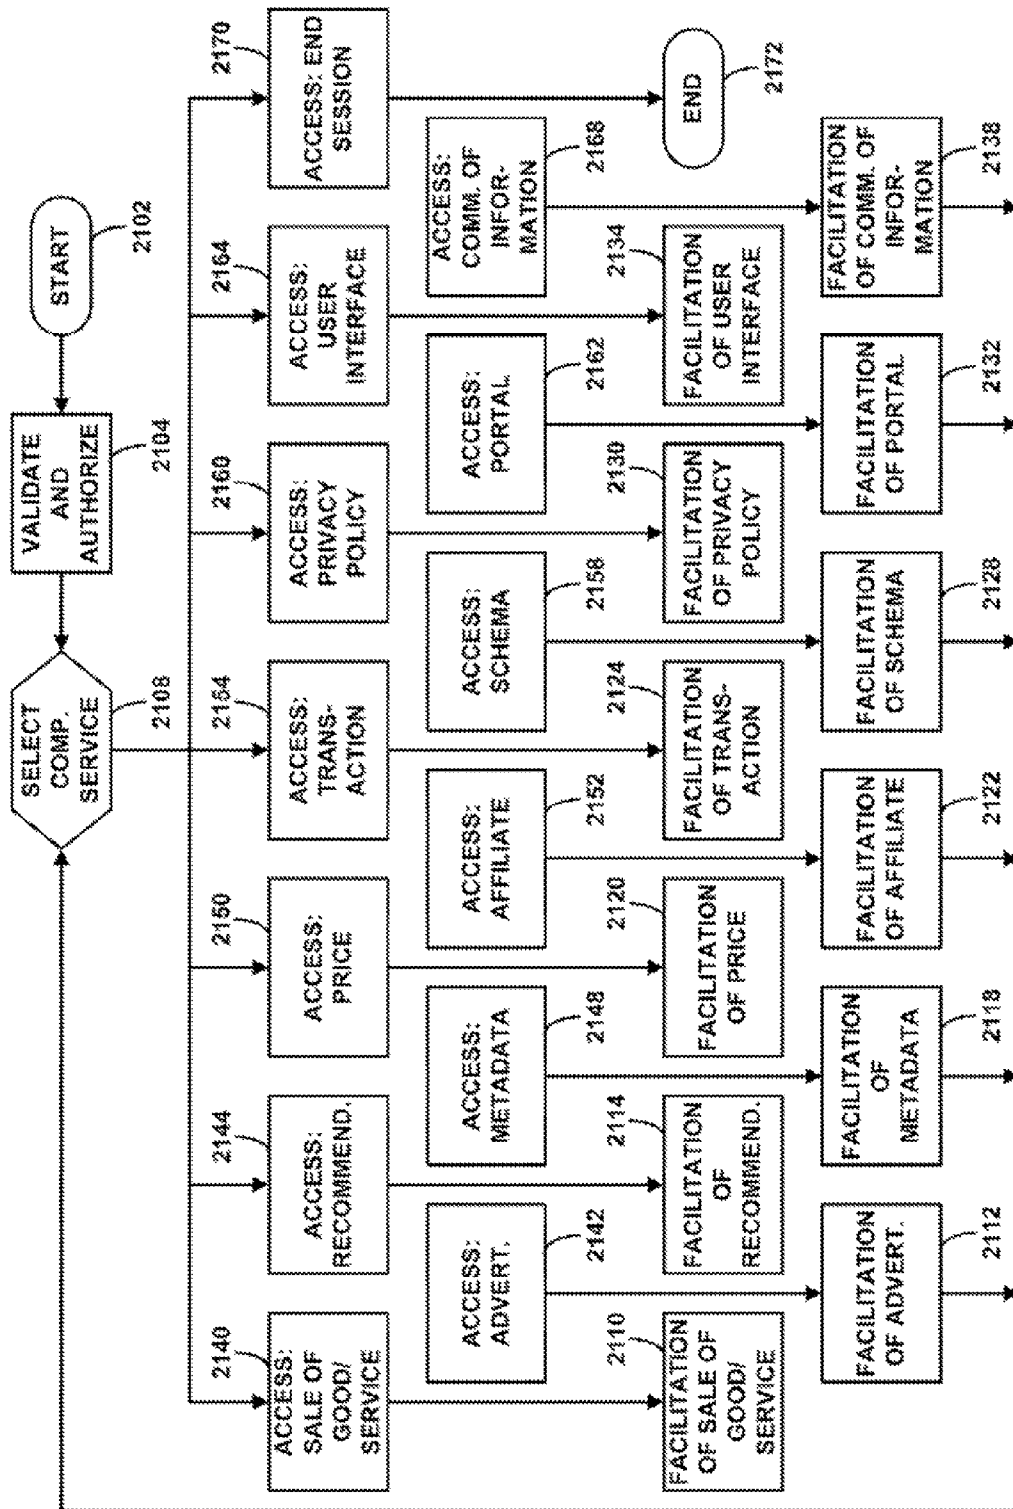 START
2102
VALIDATE
AND
AUTHORIZE
2104
SELECT
COMP.
SERVICE
2108
2140
ACCESS:
SALE OF
GOOD/
SERVICE
2144
ACCESS:
RECOMMEND.
2150
ACCESS:
PRICE
2154
ACCESS:
TRANS-
ACTION
2160
ACCESS:
PRIVACY
POLICY
2164
ACCESS:
USER
INTERFACE
2170
ACCESS: END
SESSION
ACCESS:
ADVERT.
2142
ACCESS:
METADATA
2148
ACCESS:
AFFILIATE
2152
ACCESS:
SCHEMA
2158
ACCESS:
PORTAL
2162
ACCESS:
COMM. OF
INFOR-
MATION
2168
2110
FACILITATION
OF SALE OF
GOOD/
SERVICE
2114
FACILITATION
OF
RECOMMEND.
2120
FACILITATION
OF PRICE
2124
FACILITATION
OF TRANS-
ACTION
2130
FACILITATION
OF PRIVACY
POLICY
2134
FACILITATION
OF USER
INTERFACE
END
2172
FACILITATION
OF ADVERT.
2112
FACILITATION
OF
METADATA
2118
FACILITATION
OF AFFILIATE
2122
FACILITATION
OF SCHEMA
2128
FACILITATION
OF PORTAL
2132
FACILITATION
OF COMM. OF
INFOR-
MATION
2138